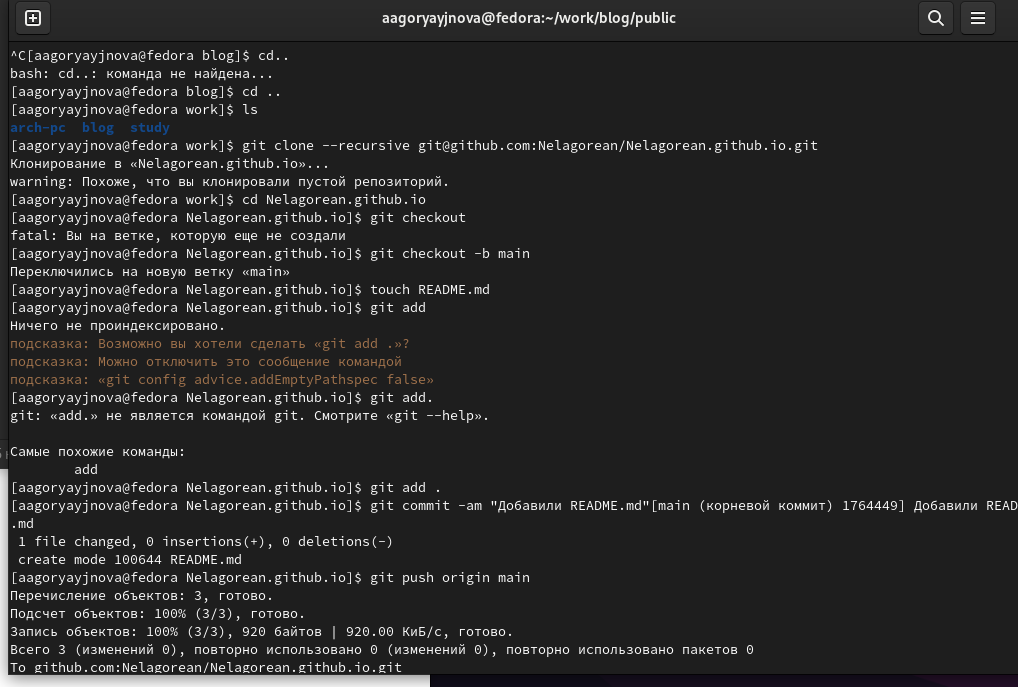 aagoryayjnova@fedora:~/work/blog/public
^C[aagoryayjnova@fedora blog]$ cd..
bash: cd..: команда не найдена...
[aagoryayjnova@fedora blog]$ cd ..
[aagoryayjnova@fedora work]$ ls
arch-pc  blog  study
[aagoryayjnova@fedora work]$ git clone --recursive git@github.com:Nelagorean/Nelagorean.github.io.git
Клонирование в «Nelagorean.github.io»...
warning: Похоже, что вы клонировали пустой репозиторий.
[aagoryayjnova@fedora work]$ cd Nelagorean.github.io
[aagoryayjnova@fedora Nelagorean.github.io]$ git checkout
fatal: Вы на ветке, которую еще не создали
[aagoryayjnova@fedora Nelagorean.github.io]$ git checkout -b main
Переключились на новую ветку «main»
[aagoryayjnova@fedora Nelagorean.github.io]$ touch README.md
[aagoryayjnova@fedora Nelagorean.github.io]$ git add
Ничего не проиндексировано.
подсказка: Возможно вы хотели сделать «git add .»?
подсказка: Можно отключить это сообщение командой
подсказка: «git config advice.addEmptyPathspec false»
[aagoryayjnova@fedora Nelagorean.github.io]$ git add.
git: «add.» не является командой git. Смотрите «git --help».
Самые похожие команды:
        add
[aagoryayjnova@fedora Nelagorean.github.io]$ git add .
[aagoryayjnova@fedora Nelagorean.github.io]$ git commit -am "Добавили README.md"[main (корневой коммит) 1764449] Добавили READ
.md
 1 file changed, 0 insertions(+), 0 deletions(-)
 create mode 100644 README.md
[aagoryayjnova@fedora Nelagorean.github.io]$ git push origin main
Перечисление объектов: 3, готово.
Подсчет объектов: 100% (3/3), готово.
Запись объектов: 100% (3/3), 920 байтов | 920.00 КиБ/с, готово.
Всего 3 (изменений 0), повторно использовано 0 (изменений 0), повторно использовано пакетов 0
To github.com:Nelagorean/Nelagorean.github.io.git